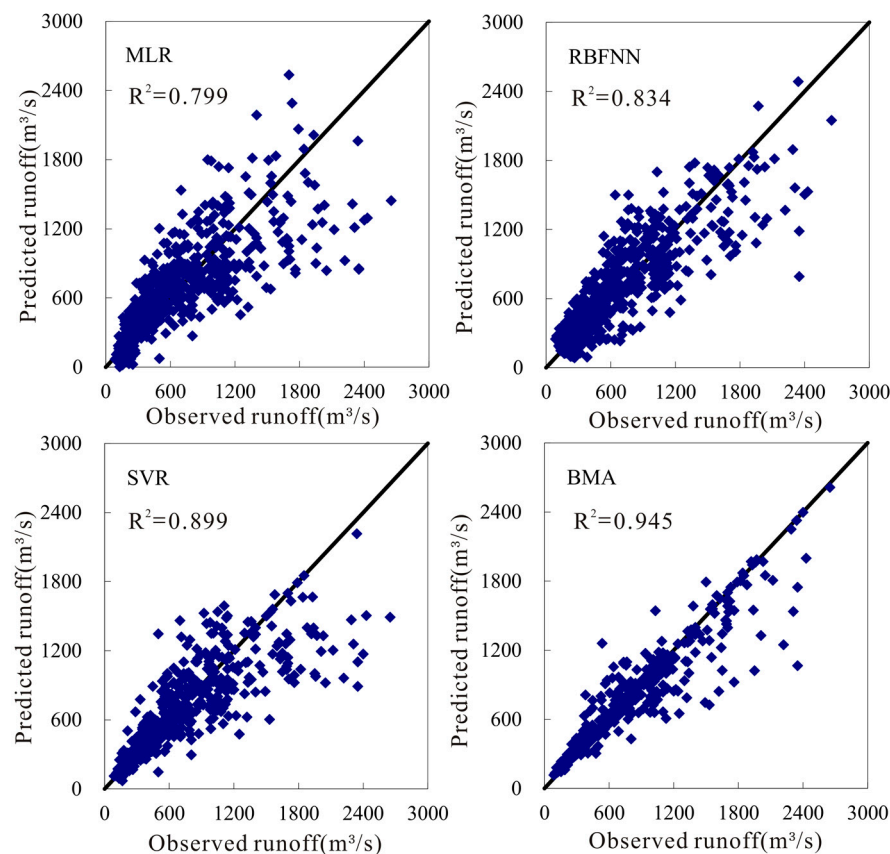 3000
2400
1800
1200
600
0
MLR
R²=0.799
Predicted runoff(m³/s)
600 1200 1800 2400 3000
Observed runoff(m³/s)
3000
2400
1800
1200
600
0
RBFNN
R²=0.834
Predicted runoff(m³/s)
0 600 1200 1800 2400 3000
Observed runoff(m³/s)
3000
2400
1800
1200
600
0
SVR
R²=0.899
Predicted runoff(m³/s)
0 600 1200 1800 2400 3000
Observed runoff(m³/s)
3000
2400
1800
1200
600
0
BMA
R²=0.945
Predicted runoff(m³/s)
0 600 1200 1800 2400 3000
Observed runoff(m³/s)